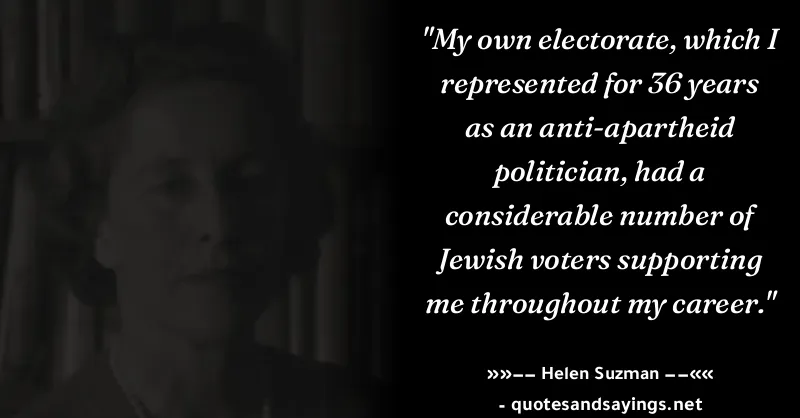 "My own electorate, which I
represented for 36 years
as an anti-apartheid
politician, had a
considerable number of
Jewish voters supporting
me throughout my career."
»»–– Helen Suzman ––««
- quotesandsayings.net